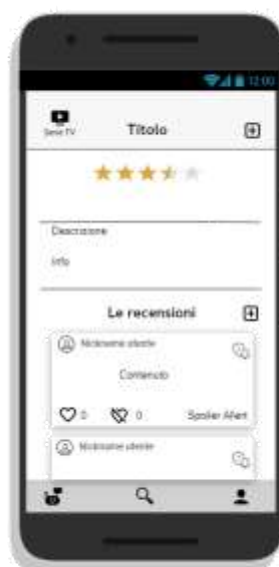 12:00
Serie TV
Titolo
Descrizione
Info
Le recensioni
Nickname utente
Contenuto
0 0 Spoiler Alert
Nickname utente